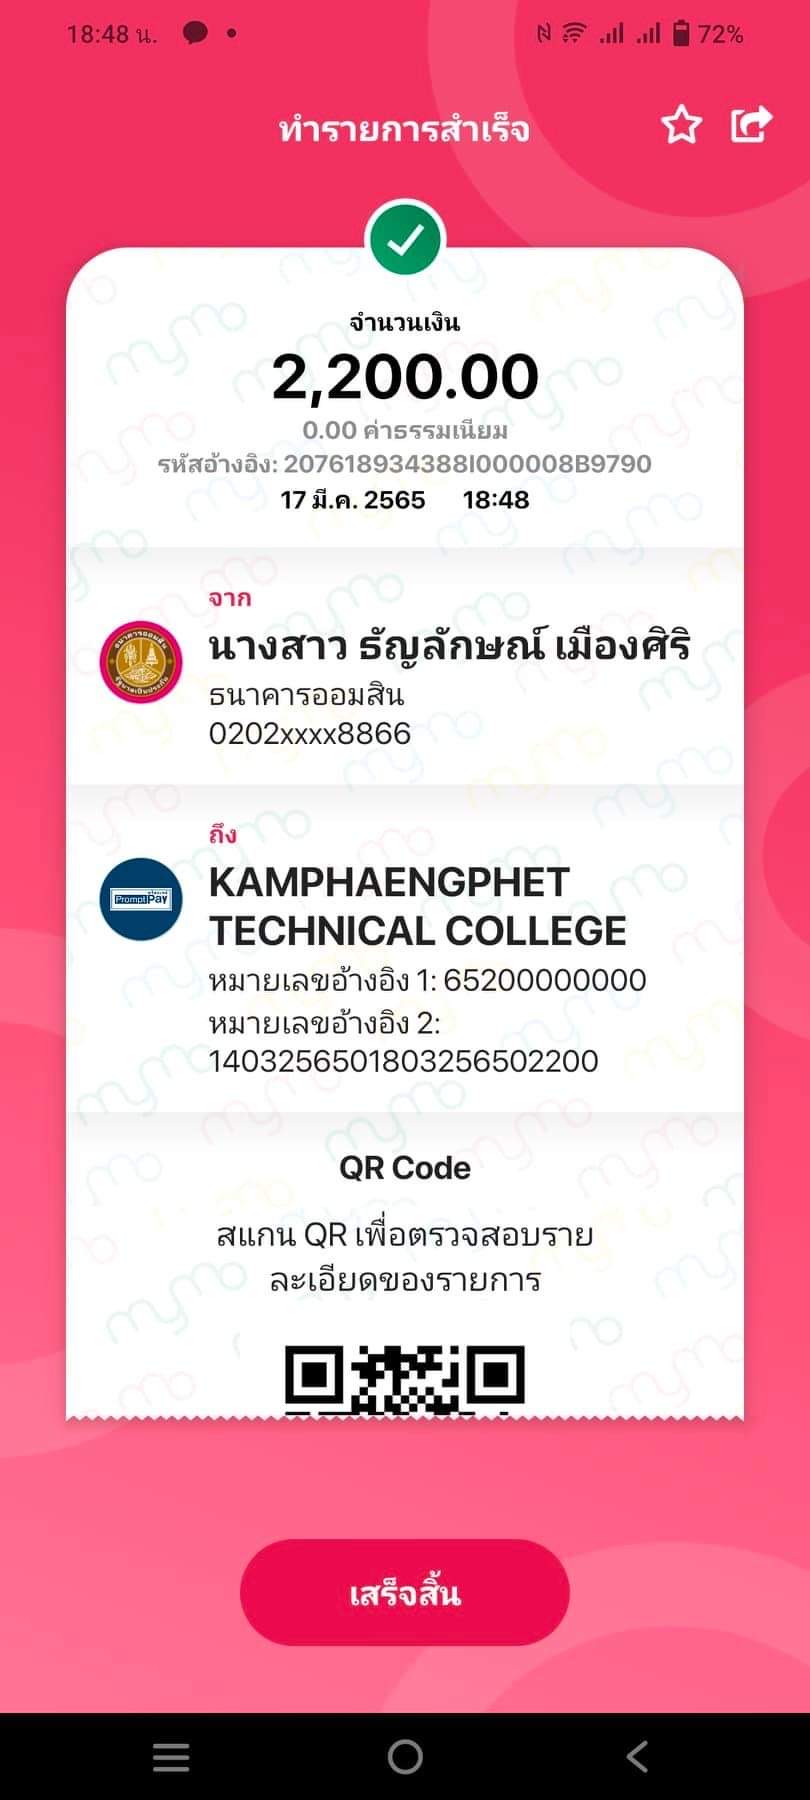 18:48 น.
72%
ทำรายการสำเร็จ
จำนวนเงิน
2,200.00
0.00 ค่าธรรมเนียม
รหัสอ้างอิง: 207618934388I000008B9790
17 มี.ค. 2565 18:48
จาก
นางสาว ธัญลักษณ์ เมืองศิริ
ธนาคารออมสิน
0202xxxx8866
ถึง
PromptPay
KAMPHAENGPHET
TECHNICAL COLLEGE
หมายเลขอ้างอิง 1: 65200000000
หมายเลขอ้างอิง 2:
1403256501803256502200
QR Code
สแกน QR เพื่อตรวจสอบราย
ละเอียดของรายการ
เสร็จสิ้น